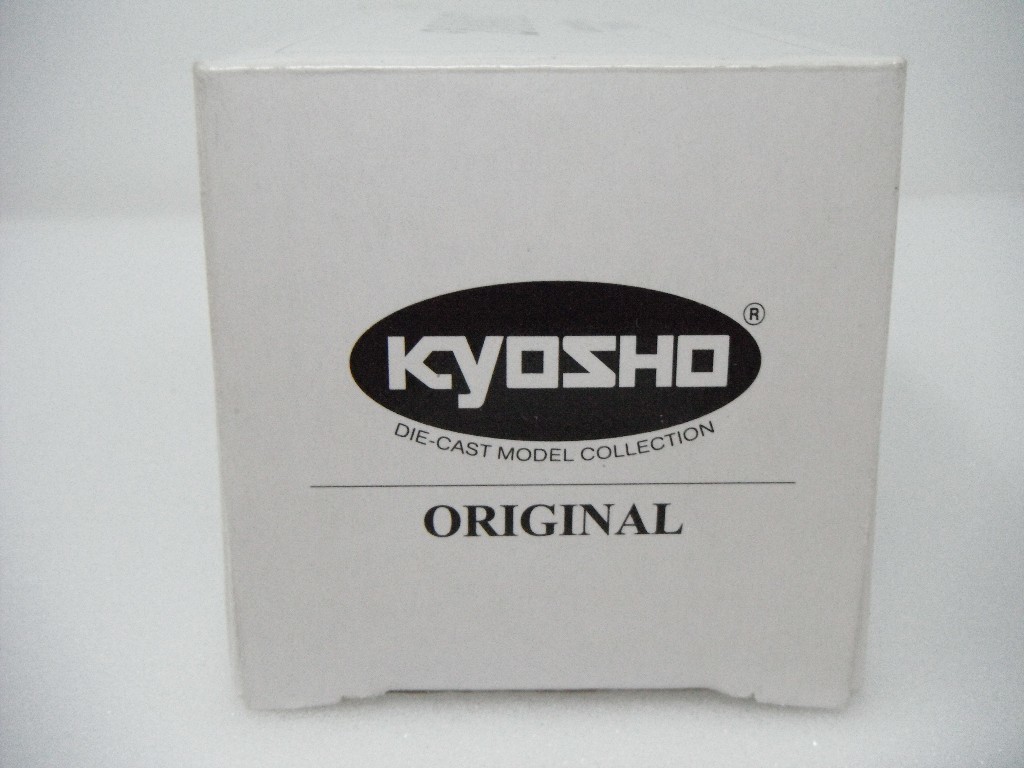 KYOSHO ®
DIE-CAST MODEL COLLECTION
ORIGINAL